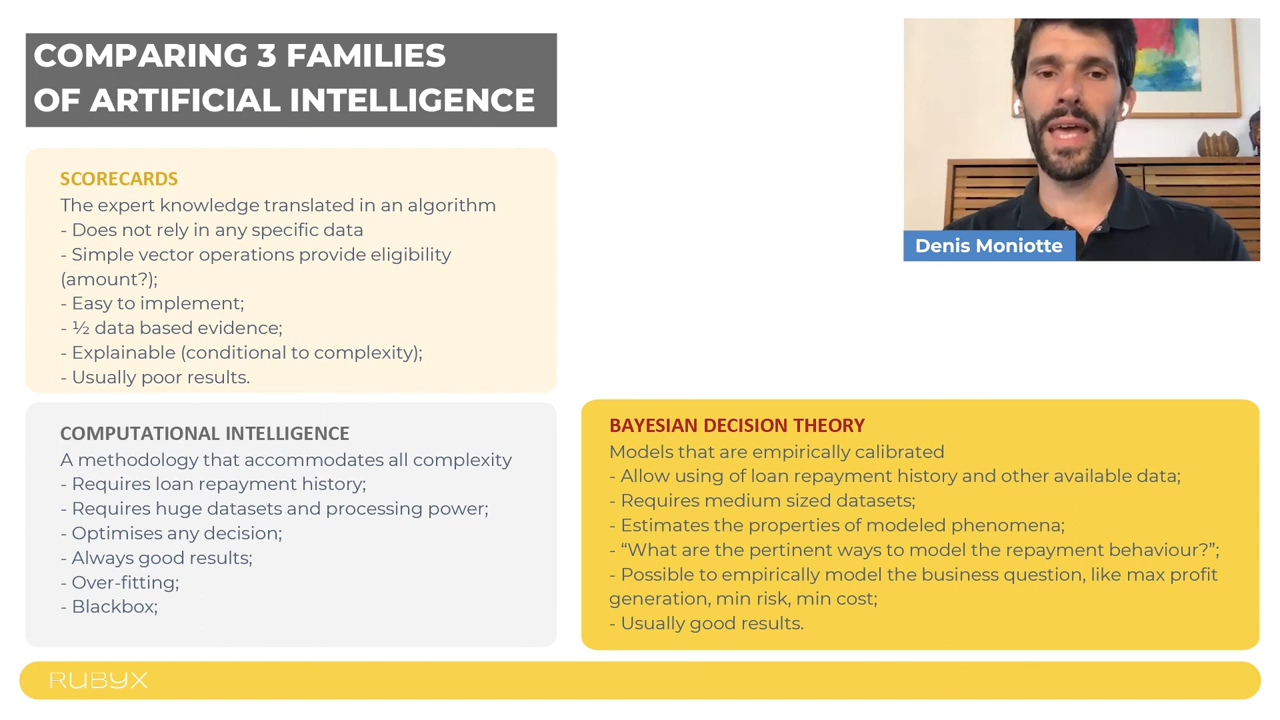 COMPARING 3 FAMILIES
OF ARTIFICIAL INTELLIGENCE
Denis Moniotte
SCORECARDS
The expert knowledge translated in an algorithm
- Does not rely in any specific data
- Simple vector operations provide eligibility
(amount?);
- Easy to implement;
- ½ data based evidence;
- Explainable (conditional to complexity);
- Usually poor results.
COMPUTATIONAL INTELLIGENCE
A methodology that accommodates all complexity
- Requires loan repayment history;
- Requires huge datasets and processing power;
- Optimises any decision;
- Always good results;
- Over-fitting;
- Blackbox;
BAYESIAN DECISION THEORY
Models that are empirically calibrated
- Allow using of loan repayment history and other available data;
- Requires medium sized datasets;
- Estimates the properties of modeled phenomena;
- “What are the pertinent ways to model the repayment behaviour?”;
- Possible to empirically model the business question, like max profit
generation, min risk, min cost;
- Usually good results.
RUBYX